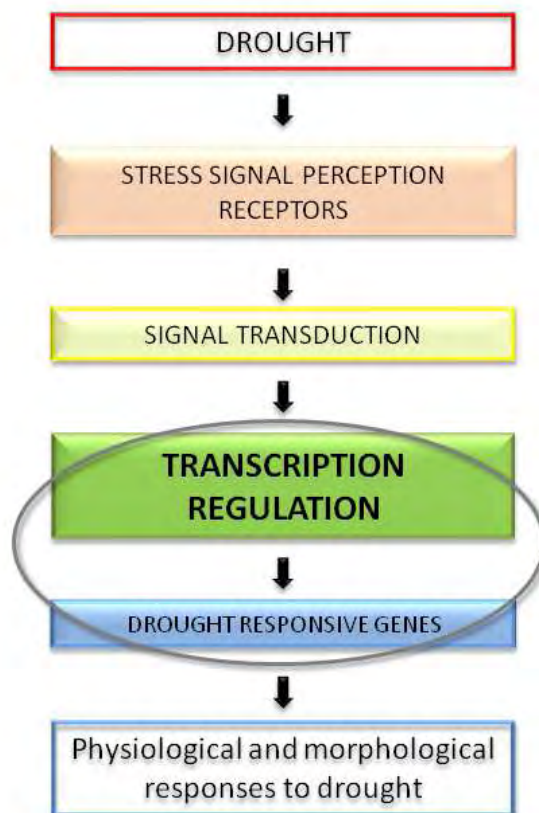 DROUGHT
STRESS SIGNAL PERCEPTION
RECEPTORS
SIGNAL TRANSDUCTION
TRANSCRIPTION
REGULATION
DROUGHT RESPONSIVE GENES
Physiological and morphological
responses to drought